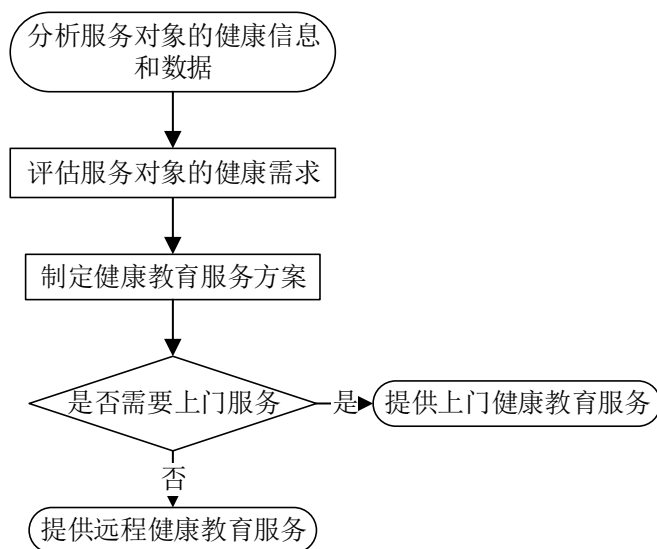 分析服务对象的健康信息
和数据
评估服务对象的健康需求
制定健康教育服务方案
是否需要上门服务
是
提供上门健康教育服务
否
提供远程健康教育服务